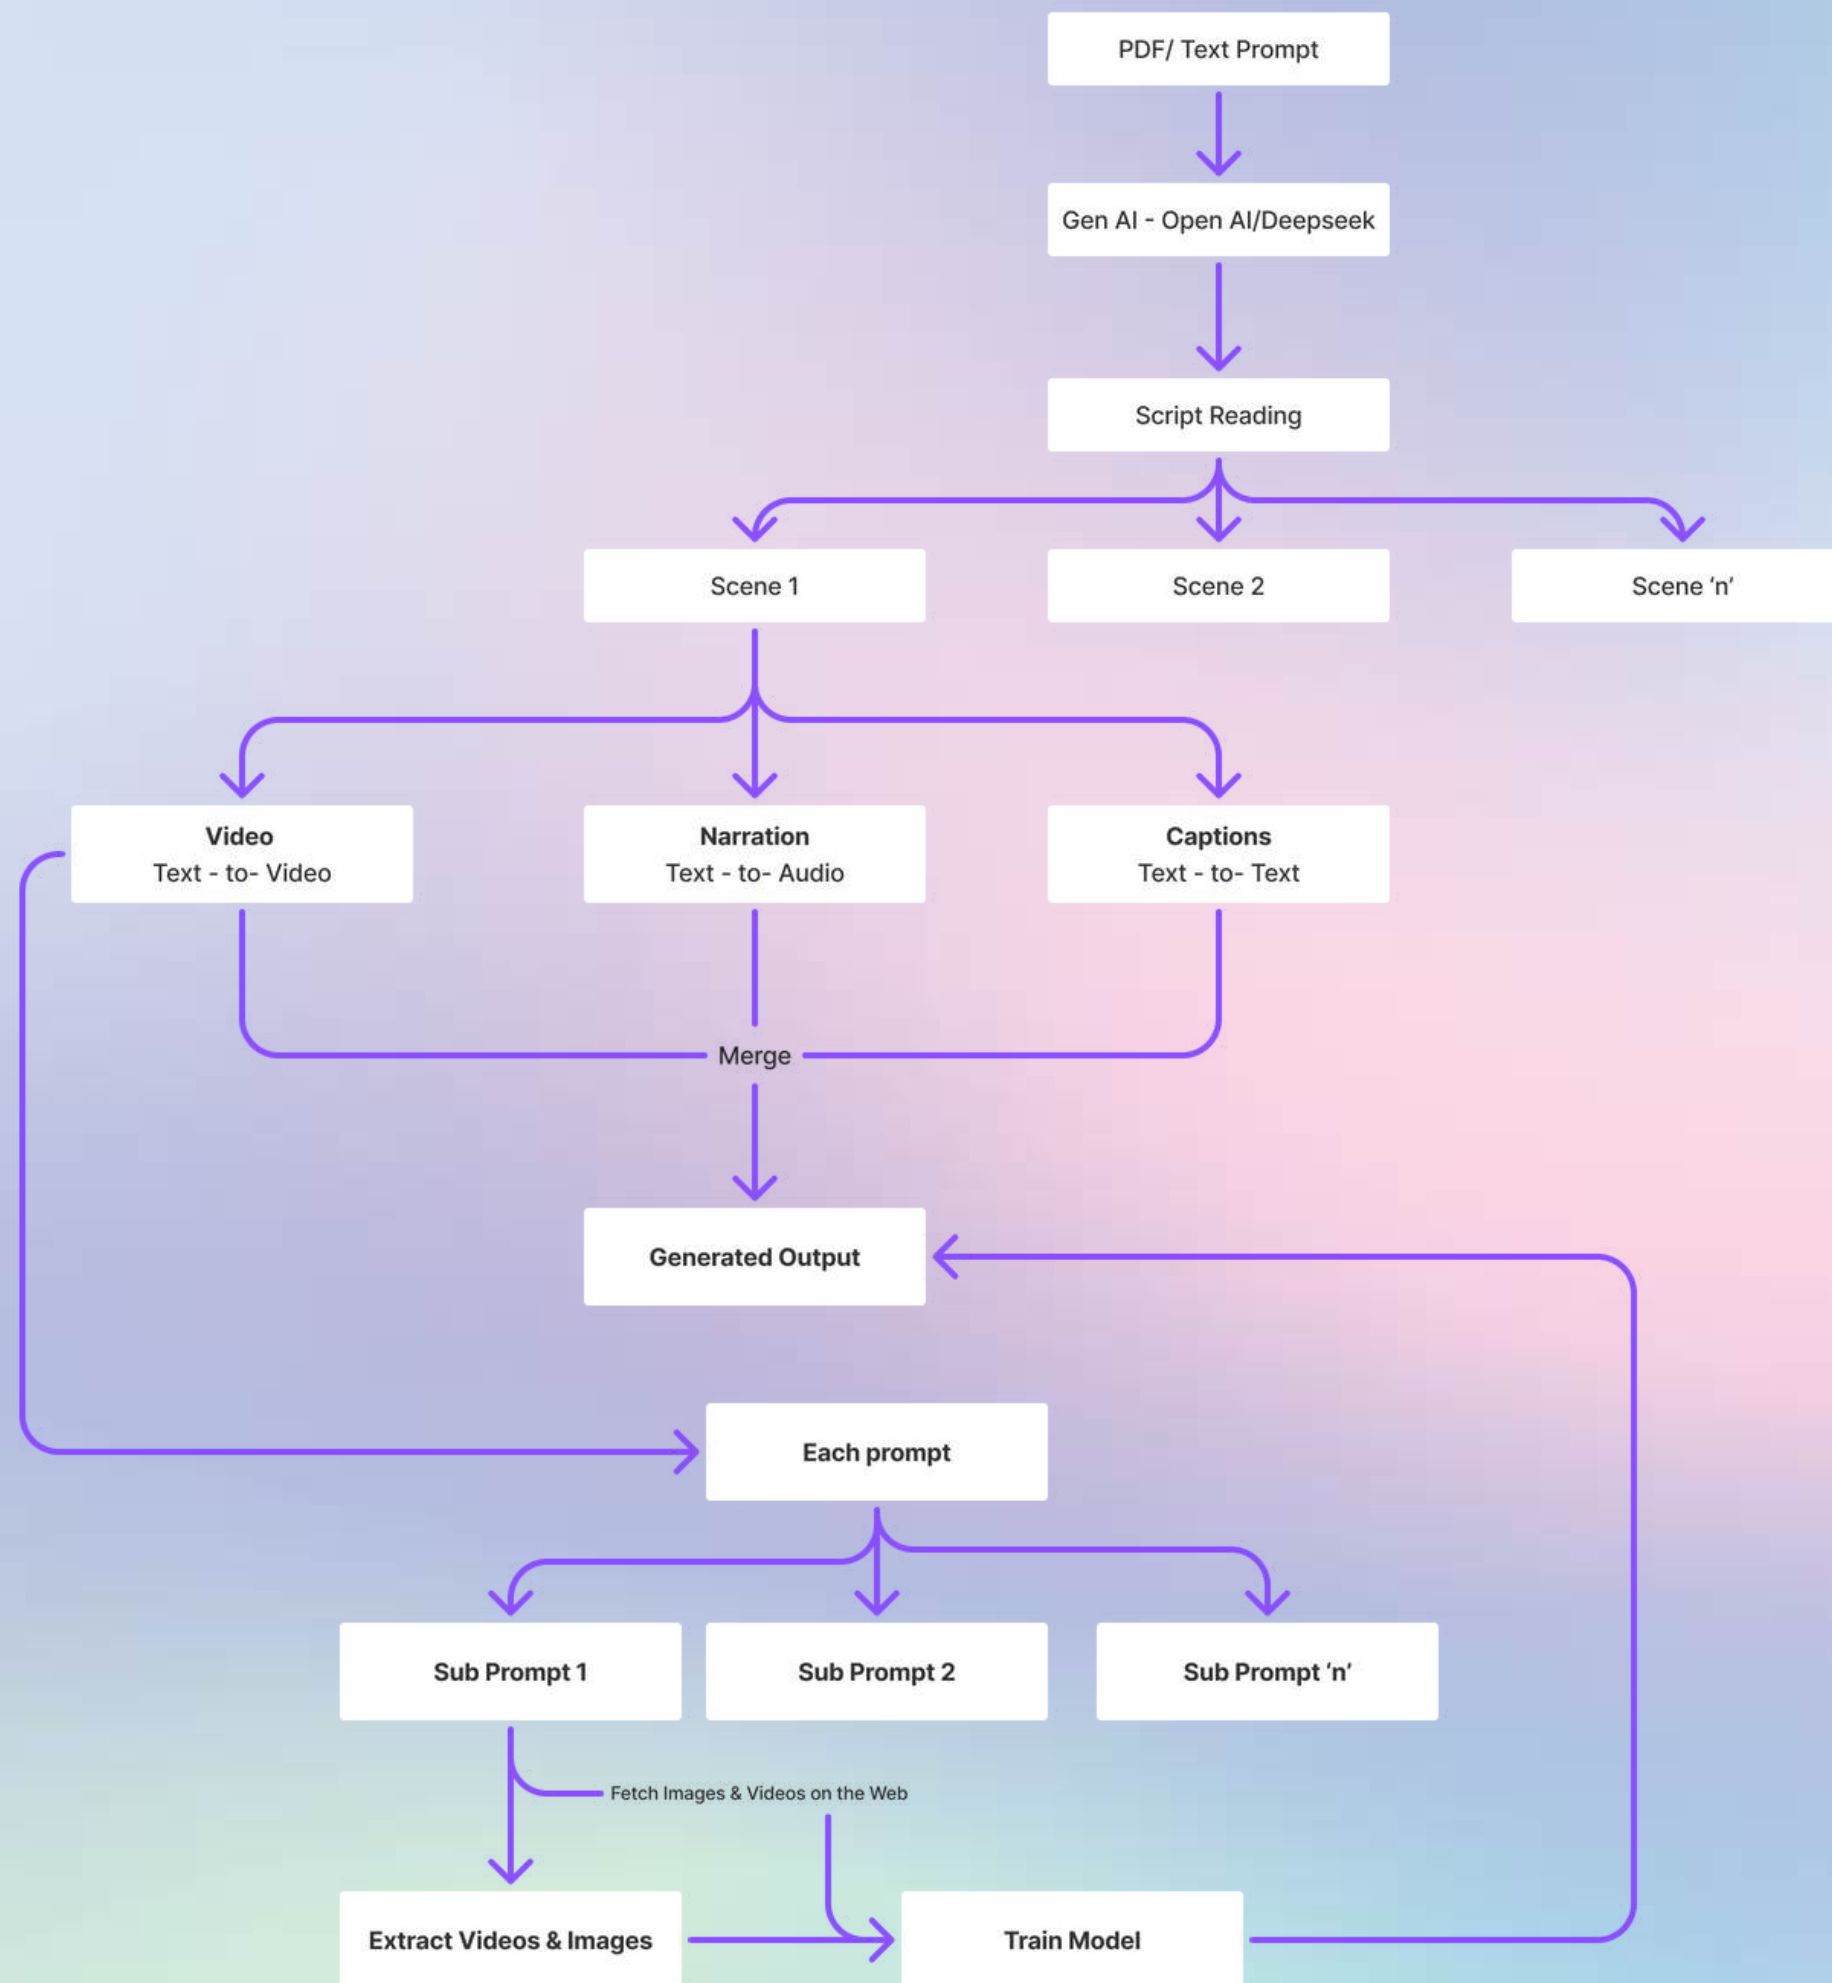 PDF/ Text Prompt
Gen AI - Open AI/Deepseek
Script Reading
Scene 1
Scene 2
Scene ‘n’
Video
Text - to- Video
Narration
Text - to- Audio
Captions
Text - to- Text
Merge
Generated Output
Each prompt
Sub Prompt 1
Sub Prompt 2
Sub Prompt ‘n’
Fetch Images & Videos on the Web
Extract Videos & Images
Train Model